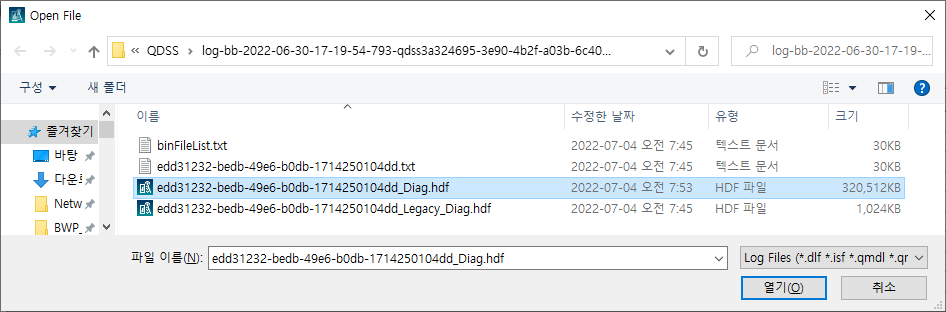 Open File
QDSS
log-bb-2022-06-30-17-19-54-793-qdss3a324695-3e90-4b2f-a03b-6c40...
log-bb-2022-06-30-17-19-...
구성
새 폴더
이름 수정한 날짜 유형 크기
즐겨찾기
바탕
다운로
Netw
BWP_
binFileList.txt 2022-07-04 오전 7:45 텍스트 문서 30KB
edd31232-bedb-49e6-b0db-1714250104dd.txt 2022-07-04 오전 7:45 텍스트 문서 30KB
edd31232-bedb-49e6-b0db-1714250104dd_Diag.hdf 2022-07-04 오전 7:53 HDF 파일 320,512KB
edd31232-bedb-49e6-b0db-1714250104dd_Legacy_Diag.hdf 2022-07-04 오전 7:45 HDF 파일 1,024KB
파일 이름(N): edd31232-bedb-49e6-b0db-1714250104dd_Diag.hdf
Log Files (*.dlf *.isf *.qmdl *.qr
열기(O) 취소